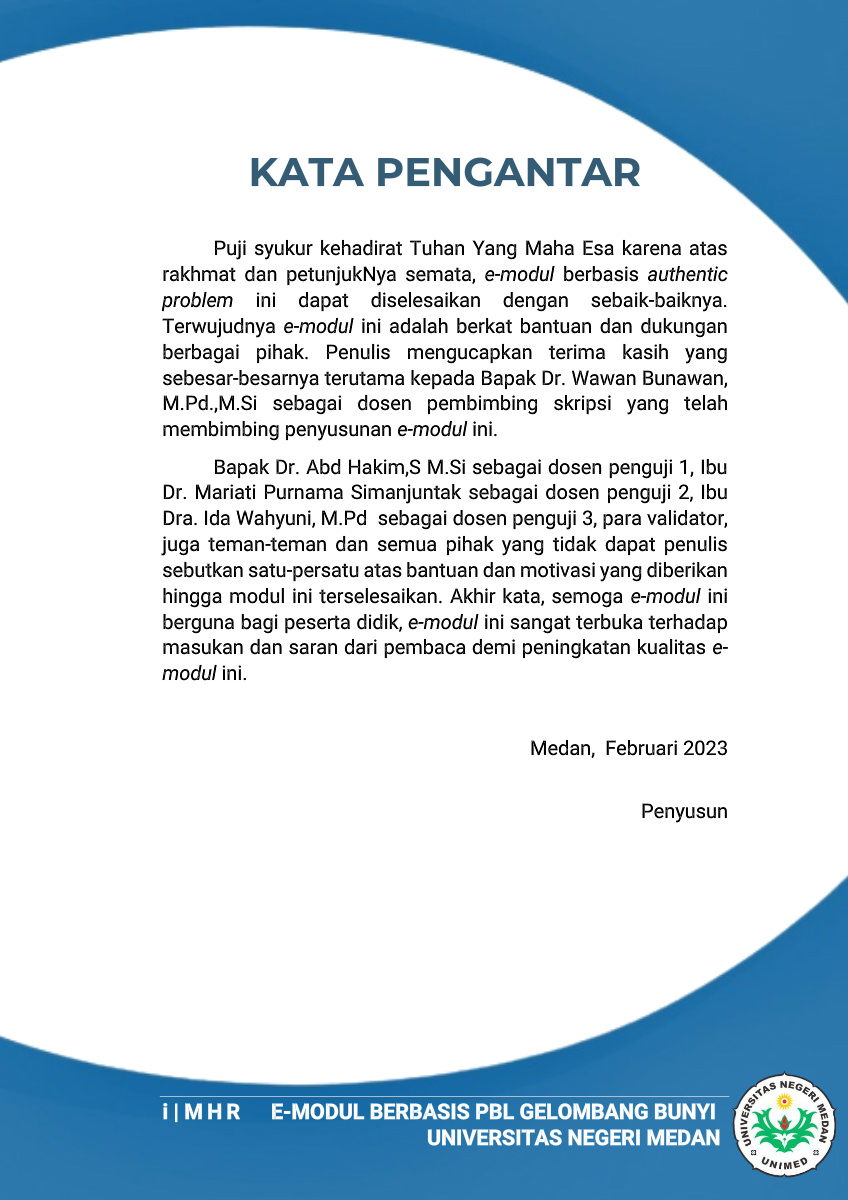 KATA PENGANTAR
Puji syukur kehadirat Tuhan Yang Maha Esa karena atas
rakhmat dan petunjukNya semata, e-modul berbasis authentic
problem ini dapat diselesaikan dengan sebaik-baiknya.
Terwujudnya e-modul ini adalah berkat bantuan dan dukungan
berbagai pihak. Penulis mengucapkan terima kasih yang
sebesar-besarnya terutama kepada Bapak Dr. Wawan Bunawan,
M.Pd.,M.Si sebagai dosen pembimbing skripsi yang telah
membimbing penyusunan e-modul ini.
Bapak Dr. Abd Hakim,S M.Si sebagai dosen penguji 1, Ibu
Dr. Mariati Purnama Simanjuntak sebagai dosen penguji 2, Ibu
Dra. Ida Wahyuni, M.Pd  sebagai dosen penguji 3, para validator,
juga teman-teman dan semua pihak yang tidak dapat penulis
sebutkan satu-persatu atas bantuan dan motivasi yang diberikan
hingga modul ini terselesaikan. Akhir kata, semoga e-modul ini
berguna bagi peserta didik, e-modul ini sangat terbuka terhadap
masukan dan saran dari pembaca demi peningkatan kualitas e-
modul ini.
Medan,  Februari 2023
Penyusun
i | M H R E-MODUL BERBASIS PBL GELOMBANG BUNYI
UNIVERSITAS NEGERI MEDAN
UNIVERSITAS NEGERI MEDAN
UNIMED